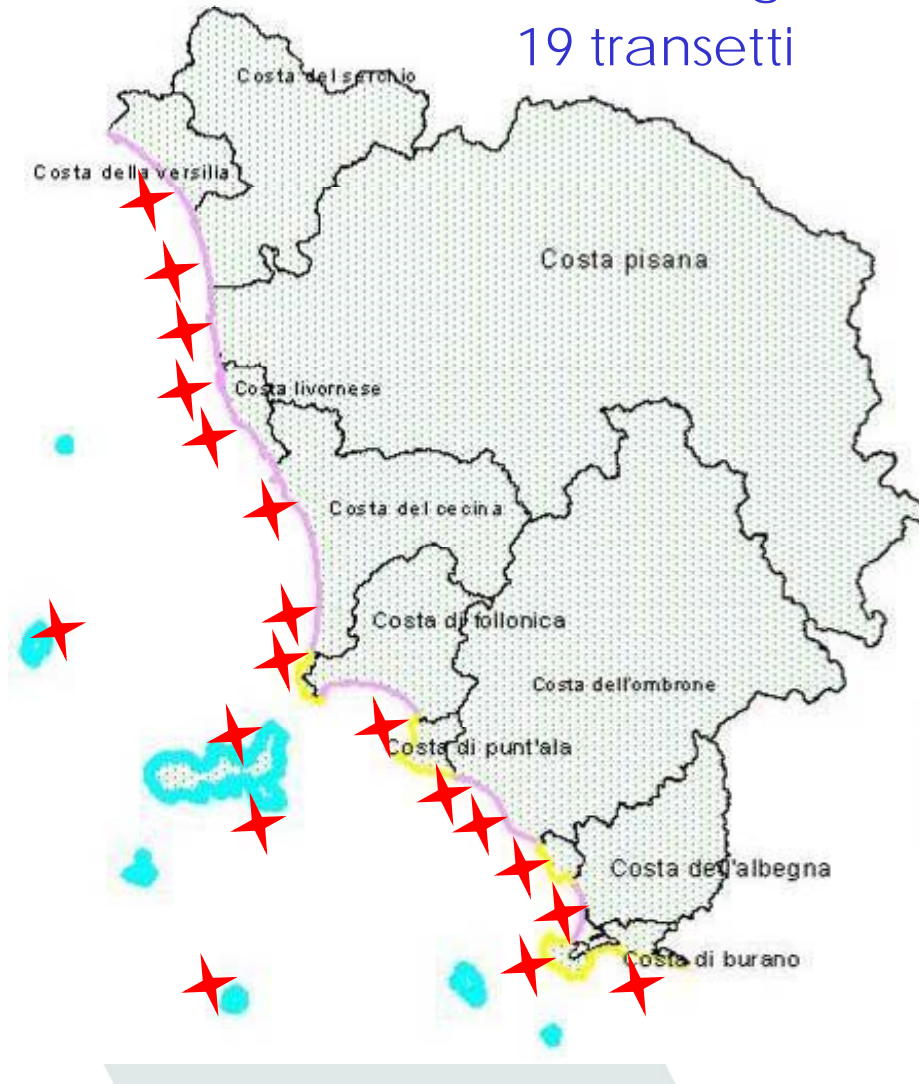 19 transetti
Costa del serchio
Costa della versilia
Costa pisana
Costa livornese
Costa del cecina
Costa di follonica
Costa dell'ombrone
Costa di punt'ala
Costa dell'albegna
Costa di burano